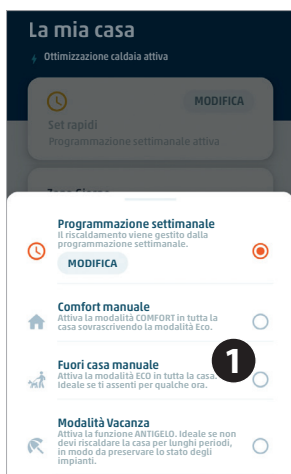 La mia casa
Ottimizzazione caldaia attiva
MODIFICA
Set rapidi
Programmazione settimanale attiva
Zona Giorno
Programmazione settimanale
Il riscaldamento viene gestito dalla
programmazione settimanale.
MODIFICA
Comfort manuale
Attiva la modalità COMFORT in tutta la
casa sovrascrivendo la modalità Eco.
Fuori casa manuale
Attiva la modalità ECO in tutta la casa.
Ideale se ti assenti per qualche ora.
1
Modalità Vacanza
Attiva la funzione ANTIGELO. Ideale se non
devi riscaldare la casa per lunghi periodi,
in modo da preservare lo stato degli
impianti.